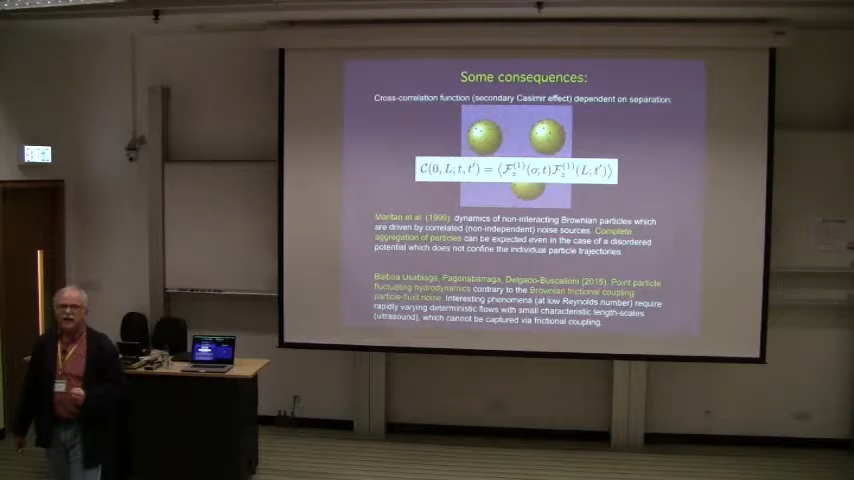 Some consequences:
Cross-correlation function (secondary Casimir effect) dependent on separation:
C(0, L; t, t′) = ⟨F_z^(1)(o; t) F_z^(1)(L; t′)⟩
Maritan et al. (1999): dynamics of non-interacting Brownian particles which
are driven by correlated (non-independent) noise sources. Complete
aggregation of particles can be expected even in the case of a disordered
potential which does not confine the individual particle trajectories.
Balboa Usabiaga, Pagonabarraga, Delgado-Buscalioni (2015). Point particle
fluctuating hydrodynamics contrary to the Brownian frictional coupling
particle-fluid noise. Interesting phenomena (at low Reynolds number) require
rapidly varying deterministic flows with small characteristic length-scales
(ultrasound), which cannot be captured via frictional coupling.